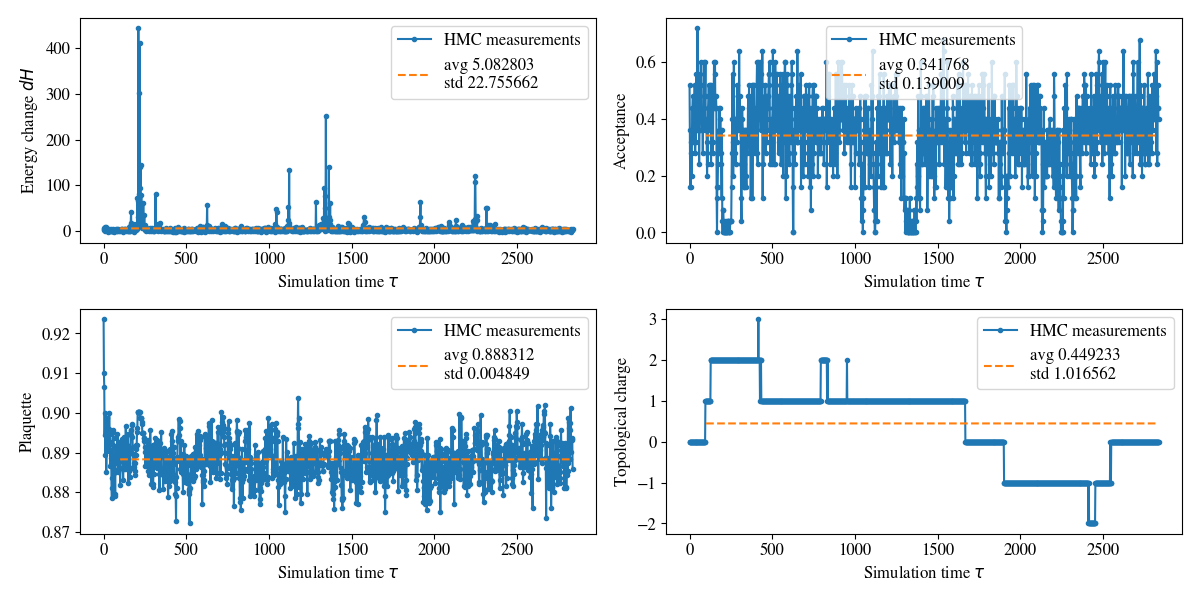 Energy change dH
400
300
200
100
0
HMC measurements
avg 5.082803
std 22.755662
0
500
1000
1500
2000
2500
Simulation time τ
Acceptance
0.6
0.4
0.2
0.0
HMC measurements
avg 0.341768
std 0.139009
0
500
1000
1500
2000
2500
Simulation time τ
Plaquette
0.92
0.91
0.90
0.89
0.88
0.87
HMC measurements
avg 0.888312
std 0.004849
0
500
1000
1500
2000
2500
Simulation time τ
Topological charge
3
2
1
0
−1
−2
HMC measurements
avg 0.449233
std 1.016562
0
500
1000
1500
2000
2500
Simulation time τ